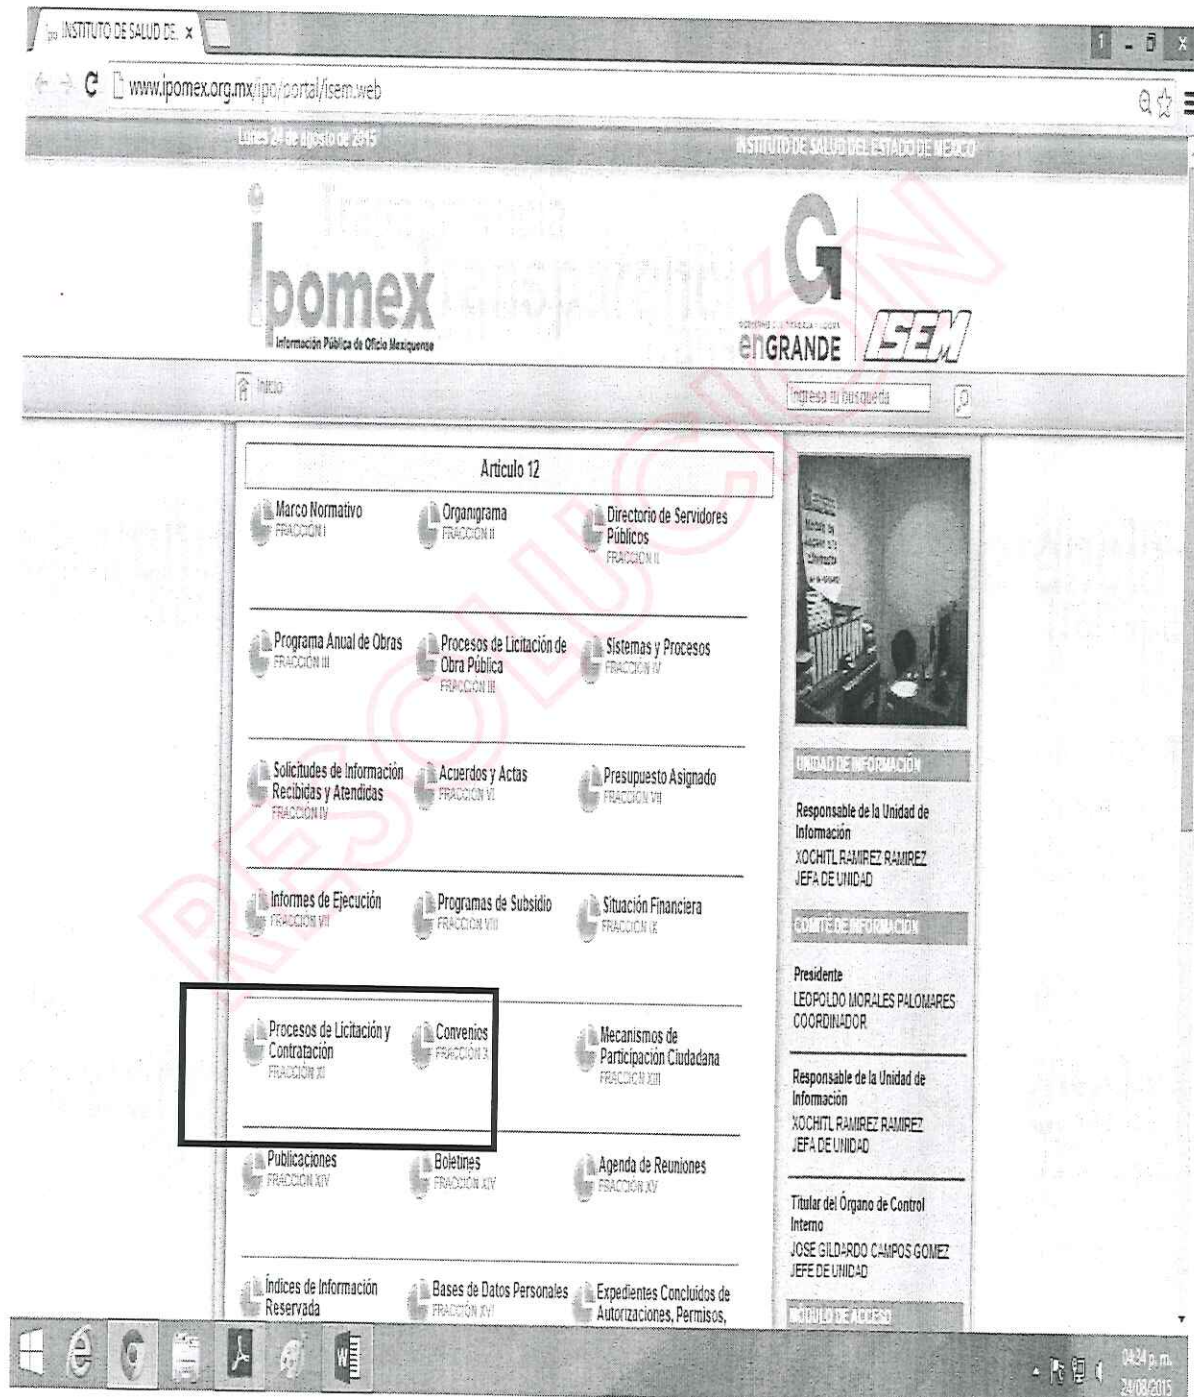 INSTITUTO DE SALUD DE.
www.ipomex.org.mx/ipo/portal/isem.web
Lunes 24 de agosto de 2015
INSTITUTO DE SALUD DEL ESTADO DE MEXICO
ipomex
Información Pública de Oficio Mexiquense
G
enGRANDE
ISEM
Inicio
Ingresa tu búsqueda
RESOLUCIÓN
Artículo 12
Marco Normativo
FRACCIÓN I
Organigrama
FRACCIÓN II
Directorio de Servidores
Públicos
FRACCIÓN II
Programa Anual de Obras
FRACCIÓN III
Procesos de Licitación de
Obra Pública
FRACCIÓN III
Sistemas y Procesos
FRACCIÓN IV
Solicitudes de Información
Recibidas y Atendidas
FRACCIÓN IV
Acuerdos y Actas
FRACCIÓN VI
Presupuesto Asignado
FRACCIÓN VII
Informes de Ejecución
FRACCIÓN VII
Programas de Subsidio
FRACCIÓN VIII
Situación Financiera
FRACCIÓN IX
Procesos de Licitación y
Contratación
FRACCIÓN XI
Convenios
FRACCIÓN X
Mecanismos de
Participación Ciudadana
FRACCIÓN XIII
Publicaciones
FRACCIÓN XIV
Boletines
FRACCIÓN XIV
Agenda de Reuniones
FRACCIÓN XV
Índices de Información
Reservada
Bases de Datos Personales
FRACCIÓN XVI
Expedientes Concluidos de
Autorizaciones, Permisos,
UNIDAD DE INFORMACIÓN
Responsable de la Unidad de
Información
XOCHITL RAMIREZ RAMIREZ
JEFA DE UNIDAD
COMITE DE INFORMACIÓN
Presidente
LEOPOLDO MORALES PALOMARES
COORDINADOR
Responsable de la Unidad de
Información
XOCHITL RAMIREZ RAMIREZ
JEFA DE UNIDAD
Titular del Órgano de Control
Interno
JOSE GILDARDO CAMPOS GOMEZ
JEFE DE UNIDAD
MÓDULO DE ACCESO
04:34 p. m.
24/08/2015